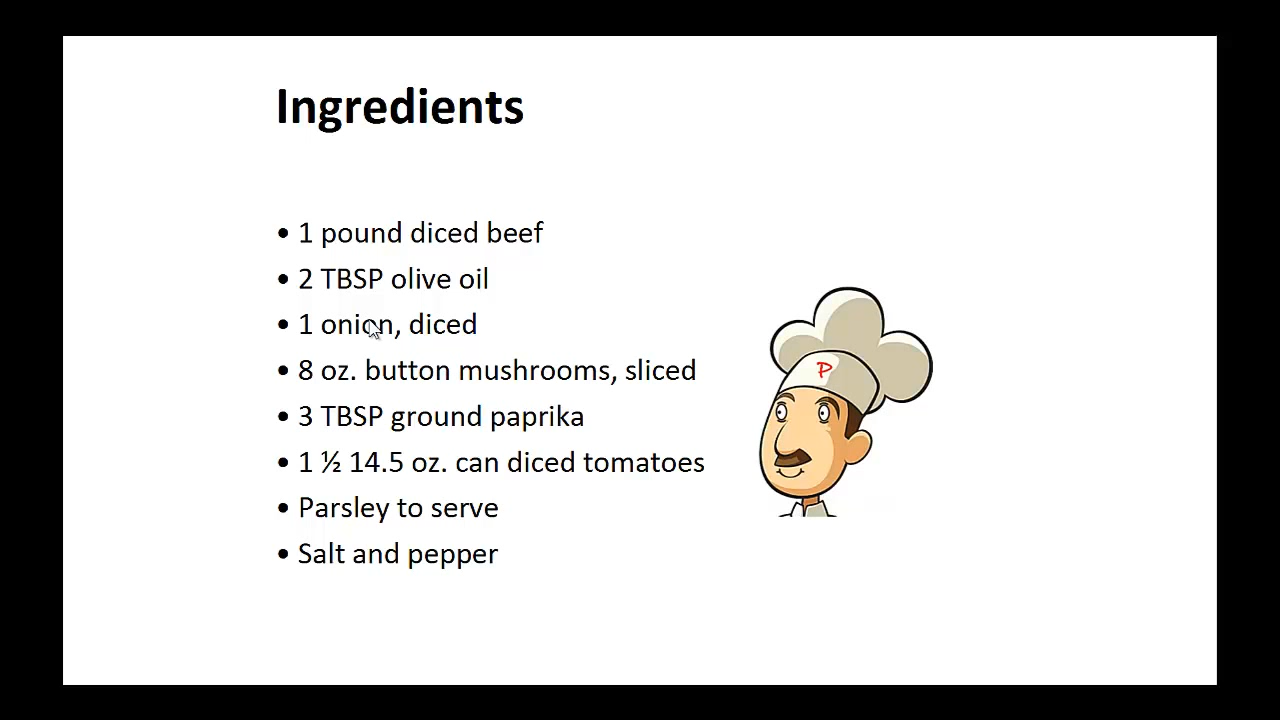 Ingredients
• 1 pound diced beef
• 2 TBSP olive oil
• 1 onion, diced
• 8 oz. button mushrooms, sliced
• 3 TBSP ground paprika
• 1 ½ 14.5 oz. can diced tomatoes
• Parsley to serve
• Salt and pepper
P